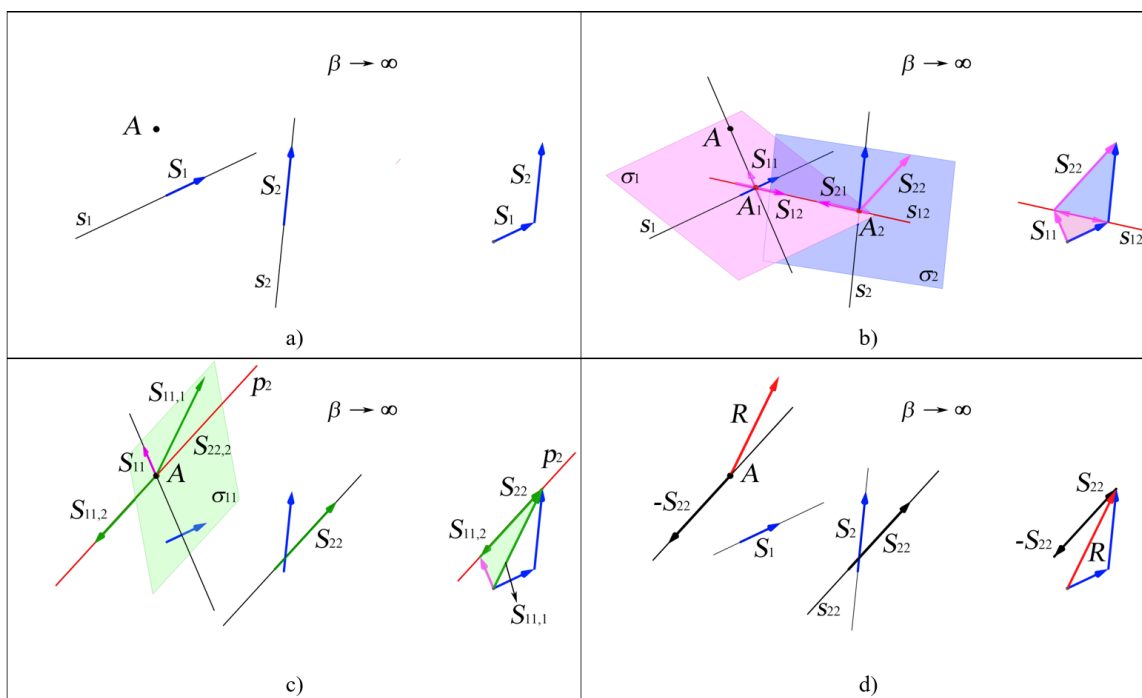 β → ∞
A
S1
s1
S2
s2
S2
S1
a)
β → ∞
A
σ1
S11
S21
S22
A1
S12
s12
A2
s1
s2
σ2
S22
S11
s12
b)
p2
β → ∞
S11,1
S22,2
S11
A
S11,2
σ11
S22
p2
S22
S11,2
S11,1
c)
β → ∞
R
A
-S22
S1
S2
S22
s22
S22
-S22
R
d)